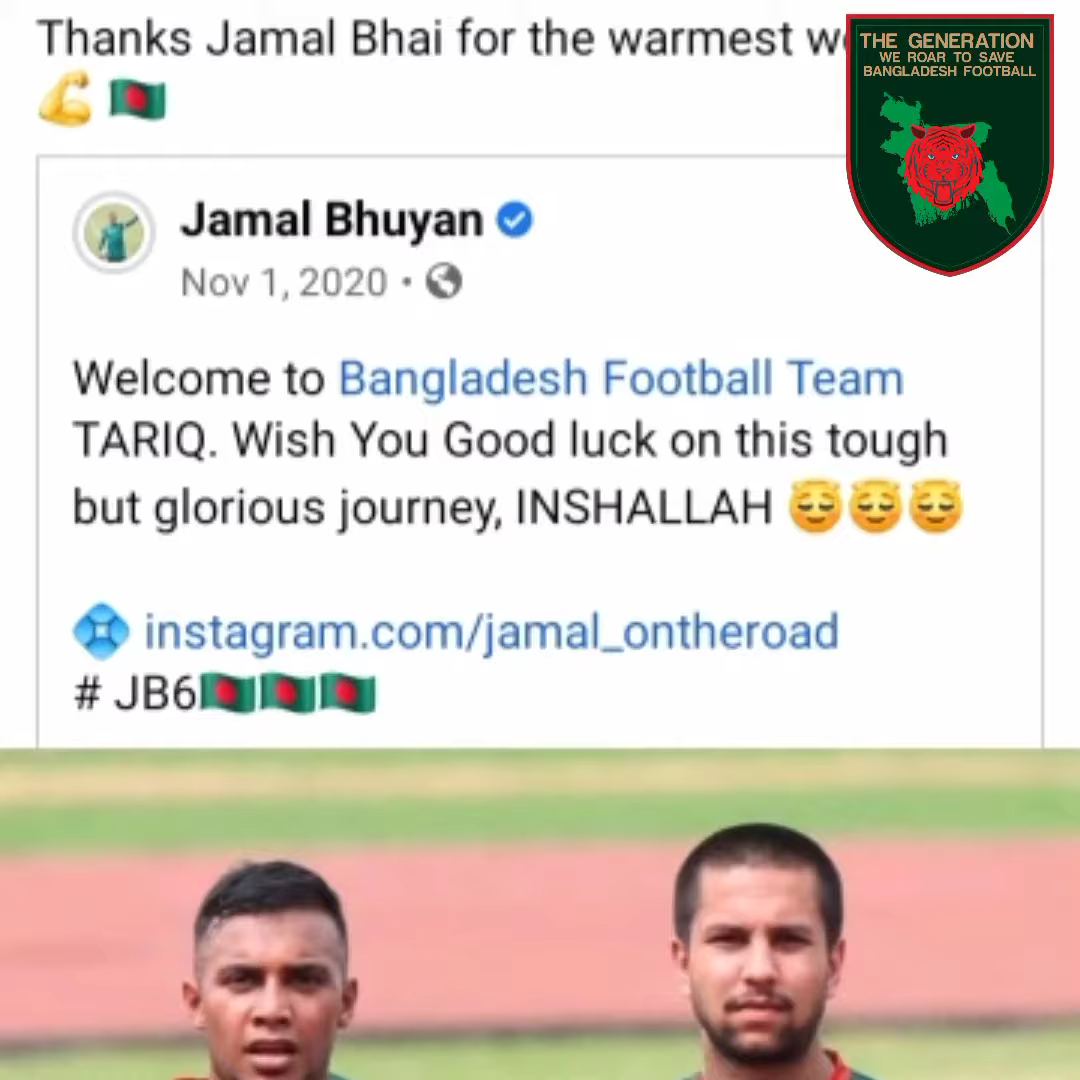 Thanks Jamal Bhai for the warmest
💪 🇧🇩
THE GENERATION
WE ROAR TO SAVE
BANGLADESH FOOTBALL
Jamal Bhuyan
Nov 1, 2020 •
Welcome to Bangladesh Football Team
TARIQ. Wish You Good luck on this tough
but glorious journey, INSHALLAH 😇😇😇
💠 instagram.com/jamal_ontheroad
# JB6🇧🇩🇧🇩🇧🇩